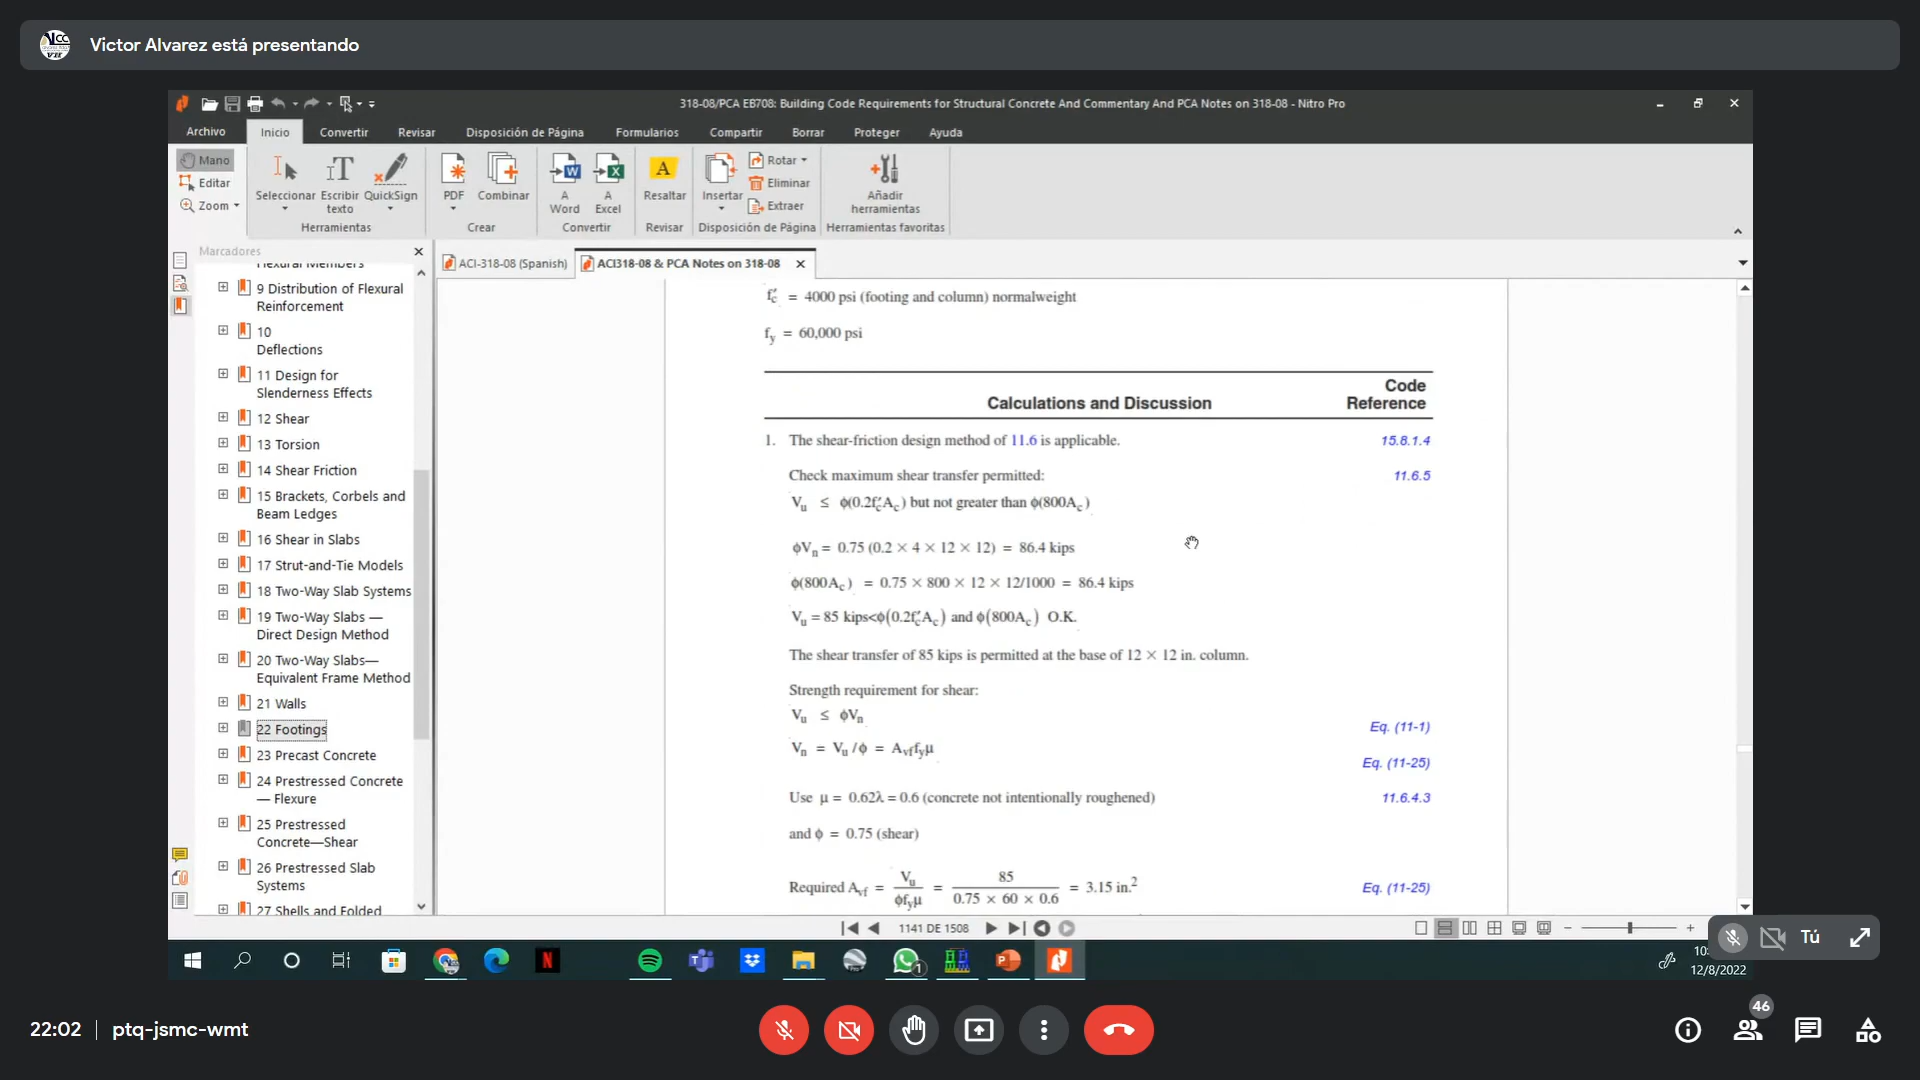 Victor Alvarez está presentando
318-08/PCA EB708: Building Code Requirements for Structural Concrete And Commentary And PCA Notes on 318-08 - Nitro Pro
Archivo Inicio Convertir Revisar Disposición de Página Formularios Compartir Borrar Proteger Ayuda
Mano
Editar
Zoom
Seleccionar
Escribir texto
QuickSign
Herramientas
PDF
Combinar
Crear
A Word
A Excel
Convertir
Resaltar
Revisar
Insertar
Rotar
Eliminar
Extraer
Disposición de Página
Añadir herramientas
Herramientas favoritas
Marcadores
ACI-318-08 (Spanish)
ACI318-08 & PCA Notes on 318-08
Flexural Members
9 Distribution of Flexural
Reinforcement
10
Deflections
11 Design for
Slenderness Effects
12 Shear
13 Torsion
14 Shear Friction
15 Brackets, Corbels and
Beam Ledges
16 Shear in Slabs
17 Strut-and-Tie Models
18 Two-Way Slab Systems
19 Two-Way Slabs —
Direct Design Method
20 Two-Way Slabs—
Equivalent Frame Method
21 Walls
22 Footings
23 Precast Concrete
24 Prestressed Concrete
— Flexure
25 Prestressed
Concrete—Shear
26 Prestressed Slab
Systems
27 Shells and Folded
f′c = 4000 psi (footing and column) normalweight
fy = 60,000 psi
Calculations and Discussion
Code Reference
1. The shear-friction design method of 11.6 is applicable. 15.8.1.4
Check maximum shear transfer permitted: 11.6.5
Vu ≤ ϕ(0.2f′cAc) but not greater than ϕ(800Ac)
ϕVn = 0.75 (0.2 × 4 × 12 × 12) = 86.4 kips
ϕ(800Ac) = 0.75 × 800 × 12 × 12/1000 = 86.4 kips
Vu = 85 kips<ϕ(0.2f′cAc) and ϕ(800Ac) O.K.
The shear transfer of 85 kips is permitted at the base of 12 × 12 in. column.
Strength requirement for shear:
Vu ≤ ϕVn Eq. (11-1)
Vn = Vu /ϕ = Avffyμ Eq. (11-25)
Use μ = 0.62λ = 0.6 (concrete not intentionally roughened) 11.6.4.3
and ϕ = 0.75 (shear)
Required Avf = Vu / ϕfyμ = 85 / 0.75 × 60 × 0.6 = 3.15 in.² Eq. (11-25)
1141 DE 1508
Tú
10:
12/8/2022
1
46
22:02 | ptq-jsmc-wmt